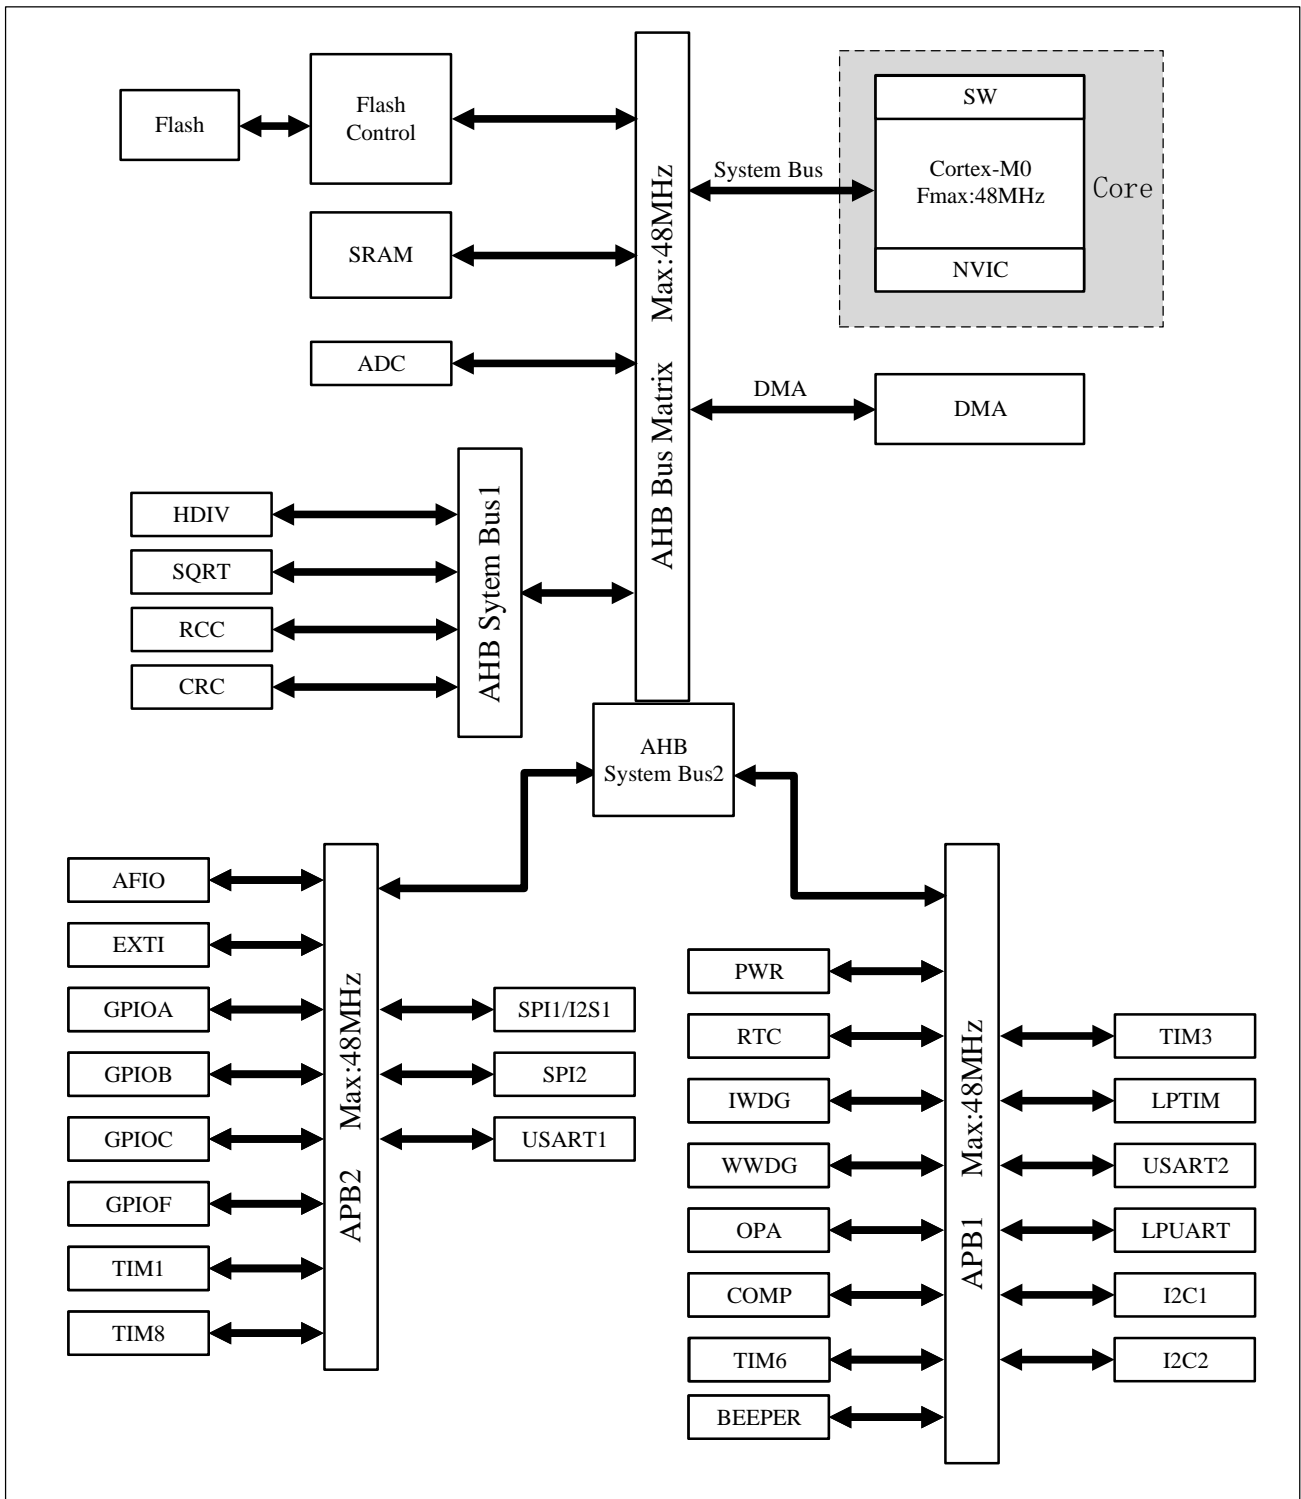 Flash
Flash
Control
SRAM
ADC
AHB Bus Matrix Max:48MHz
System Bus
SW
Cortex-M0
Fmax:48MHz
NVIC
Core
DMA
DMA
HDIV
SQRT
RCC
CRC
AHB Sytem Bus1
AHB
System Bus2
AFIO
EXTI
GPIOA
GPIOB
GPIOC
GPIOF
TIM1
TIM8
APB2 Max:48MHz
SPI1/I2S1
SPI2
USART1
PWR
RTC
IWDG
WWDG
OPA
COMP
TIM6
BEEPER
APB1 Max:48MHz
TIM3
LPTIM
USART2
LPUART
I2C1
I2C2